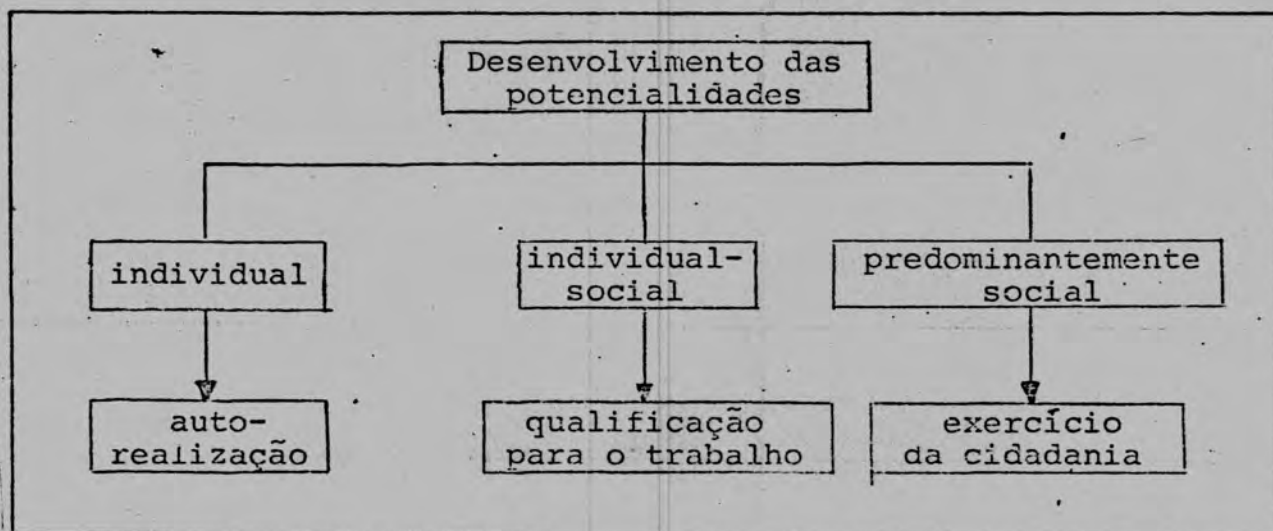 Desenvolvimento das
potencialidades
individual
individual-
social
predominantemente
social
auto-
realização
qualificação
para o trabalho
exercício
da cidadania